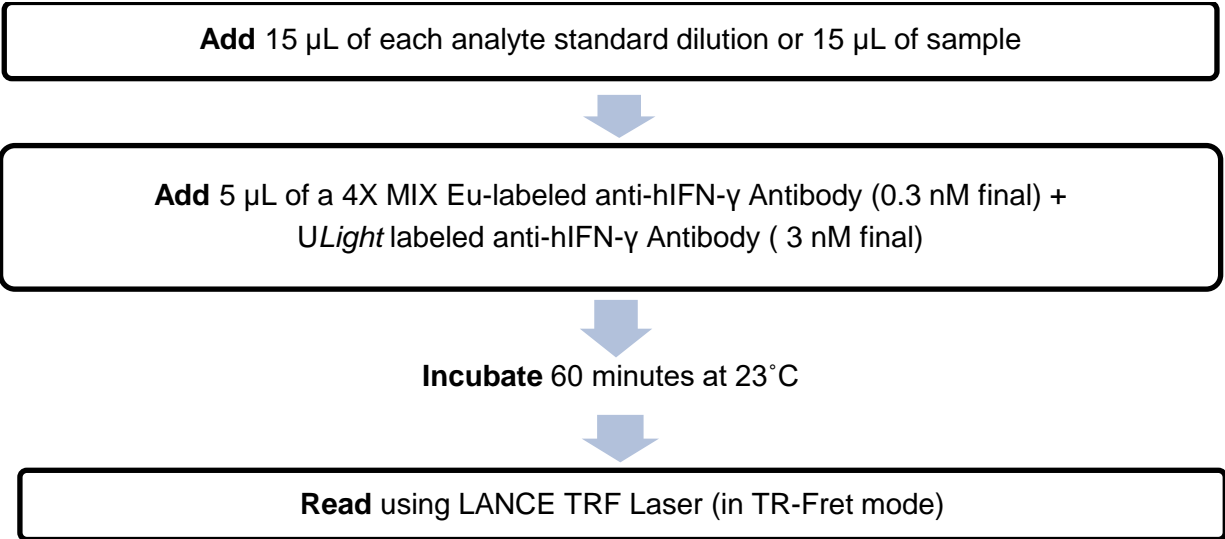 Add 15 µL of each analyte standard dilution or 15 µL of sample
Add 5 µL of a 4X MIX Eu-labeled anti-hIFN-γ Antibody (0.3 nM final) +
ULight labeled anti-hIFN-γ Antibody ( 3 nM final)
Incubate 60 minutes at 23˚C
Read using LANCE TRF Laser (in TR-Fret mode)